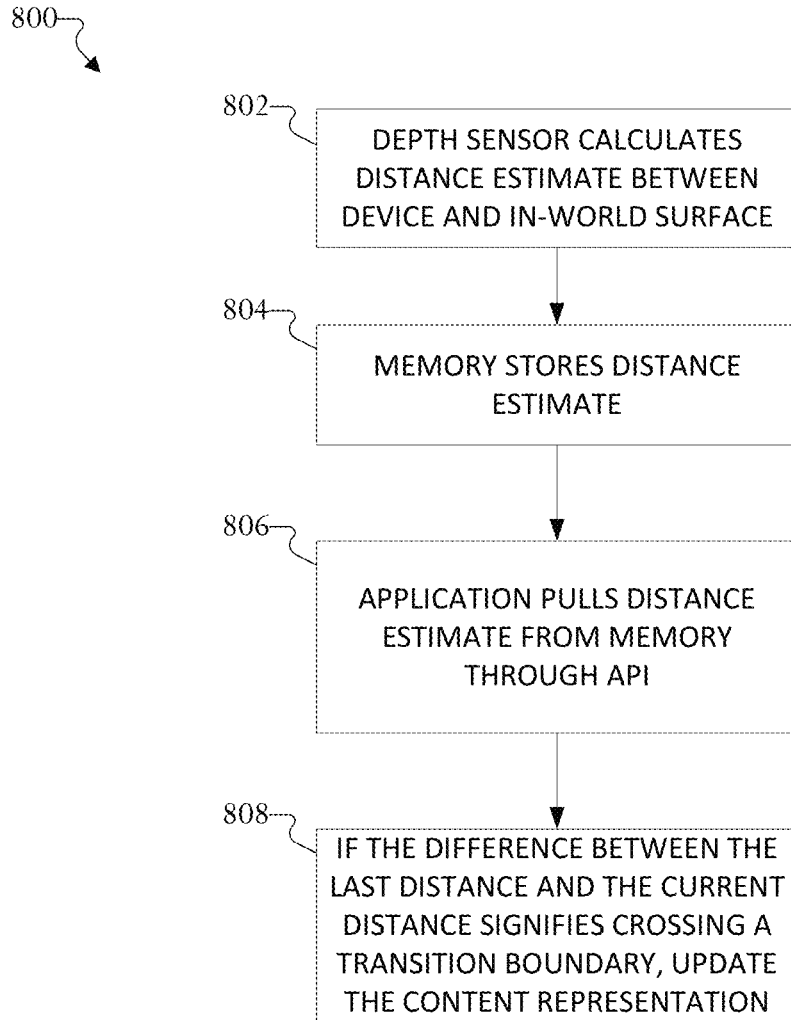 800
802
DEPTH SENSOR CALCULATES
DISTANCE ESTIMATE BETWEEN
DEVICE AND IN-WORLD SURFACE
804
MEMORY STORES DISTANCE
ESTIMATE
806
APPLICATION PULLS DISTANCE
ESTIMATE FROM MEMORY
THROUGH API
808
IF THE DIFFERENCE BETWEEN THE
LAST DISTANCE AND THE CURRENT
DISTANCE SIGNIFIES CROSSING A
TRANSITION BOUNDARY, UPDATE
THE CONTENT REPRESENTATION